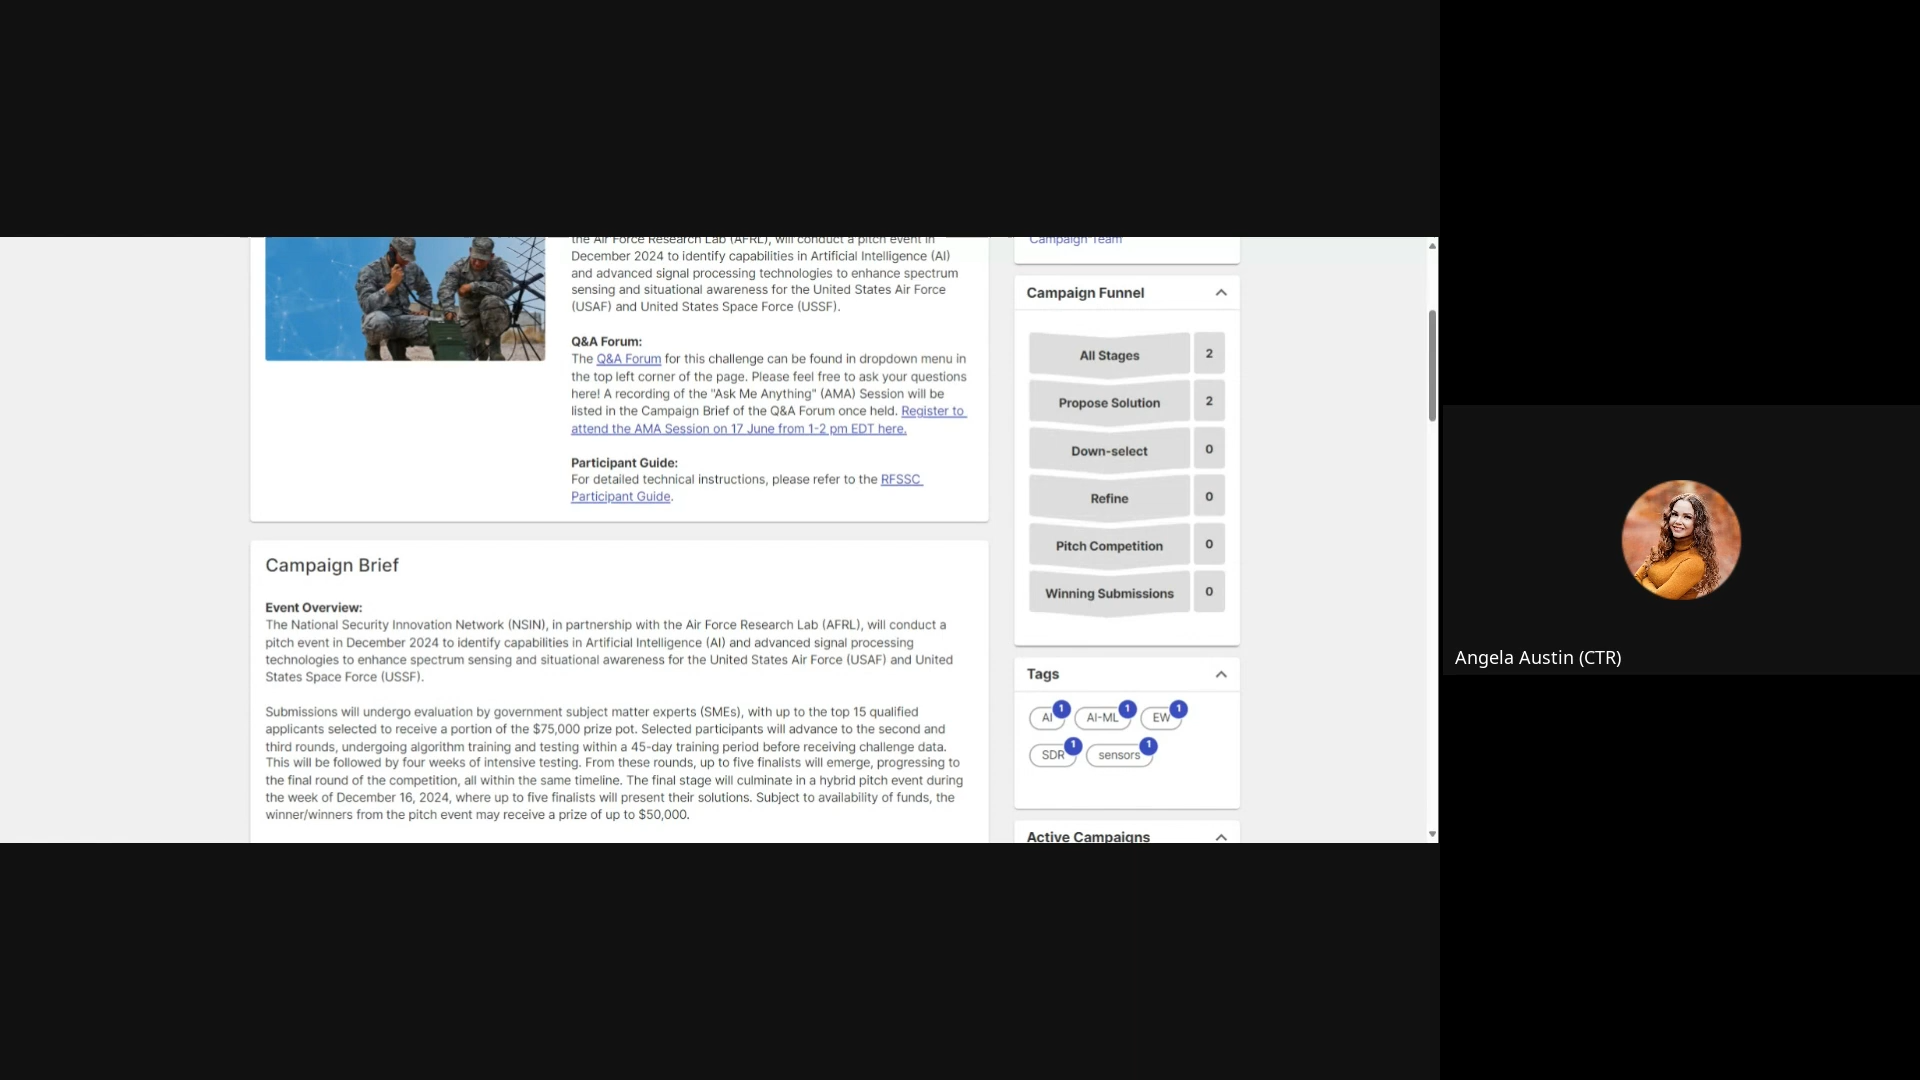 the Air Force Research Lab (AFRL), will conduct a pitch event in
December 2024 to identify capabilities in Artificial Intelligence (AI)
and advanced signal processing technologies to enhance spectrum
sensing and situational awareness for the United States Air Force
(USAF) and United States Space Force (USSF).
Q&A Forum:
The Q&A Forum for this challenge can be found in dropdown menu in
the top left corner of the page. Please feel free to ask your questions
here! A recording of the "Ask Me Anything" (AMA) Session will be
listed in the Campaign Brief of the Q&A Forum once held. Register to
attend the AMA Session on 17 June from 1-2 pm EDT here.
Participant Guide:
For detailed technical instructions, please refer to the RFSSC
Participant Guide.
Campaign Brief
Event Overview:
The National Security Innovation Network (NSIN), in partnership with the Air Force Research Lab (AFRL), will conduct a
pitch event in December 2024 to identify capabilities in Artificial Intelligence (AI) and advanced signal processing
technologies to enhance spectrum sensing and situational awareness for the United States Air Force (USAF) and United
States Space Force (USSF).
Submissions will undergo evaluation by government subject matter experts (SMEs), with up to the top 15 qualified
applicants selected to receive a portion of the $75,000 prize pot. Selected participants will advance to the second and
third rounds, undergoing algorithm training and testing within a 45-day training period before receiving challenge data.
This will be followed by four weeks of intensive testing. From these rounds, up to five finalists will emerge, progressing to
the final round of the competition, all within the same timeline. The final stage will culminate in a hybrid pitch event during
the week of December 16, 2024, where up to five finalists will present their solutions. Subject to availability of funds, the
winner/winners from the pitch event may receive a prize of up to $50,000.
Campaign Team
Campaign Funnel
All Stages 2
Propose Solution 2
Down-select 0
Refine 0
Pitch Competition 0
Winning Submissions 0
Tags
AI 1 AI-ML 1 EW 1
SDR 1 sensors 1
Active Campaigns
Angela Austin (CTR)